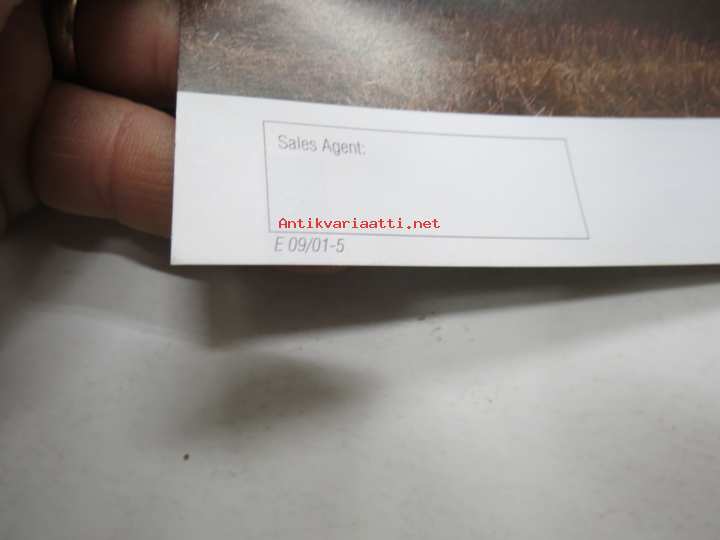 Sales Agent:
Antikvariaatti.net
E 09/01-5